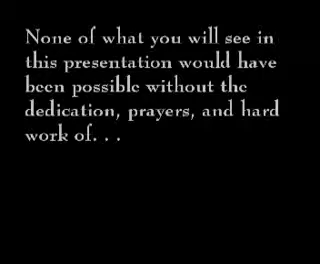 None of what you will see in
this presentation would have
been possible without the
dedication, prayers, and hard
work of. . .